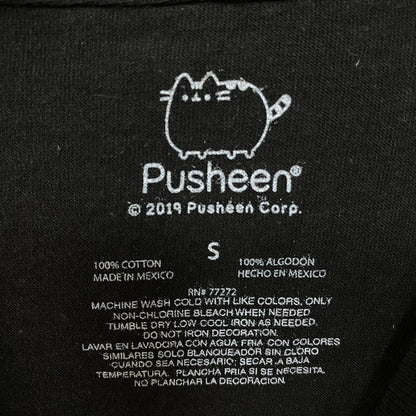 Pusheen®
© 2019 Pusheen Corp.
S
100% COTTON 100% ALGODÓN
MADE IN MEXICO HECHO EN MEXICO
RN# 77272
MACHINE WASH COLD WITH LIKE COLORS, ONLY
NON-CHLORINE BLEACH WHEN NEEDED
TUMBLE DRY LOW COOL IRON AS NEEDED.
DO NOT IRON DECORATION.
LAVAR EN LAVADORA CON AGUA FRIA CON COLORES
SIMILARES SOLO BLANQUEADOR SIN CLORO
CUANDO SEA NECESARIO; SECAR A BAJA
TEMPERATURA. PLANCHA FRIA SI SE NECESITA.
NO PLANCHAR LA DECORACION.